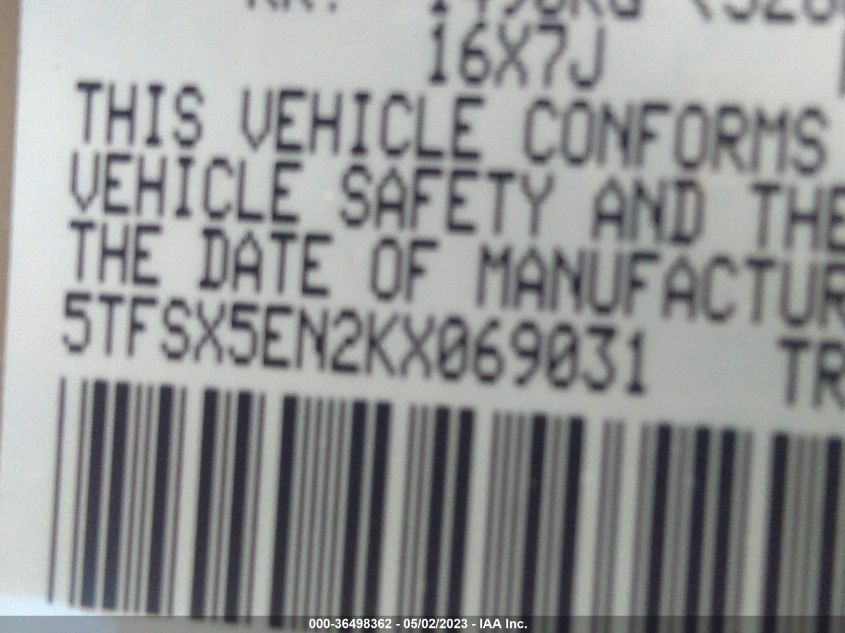 16X7J
THIS VEHICLE CONFORMS
VEHICLE SAFETY AND THE
THE DATE OF MANUFACTUR
5TFSX5EN2KX069031 TR
000-36498362 - 05/02/2023 - IAA Inc.